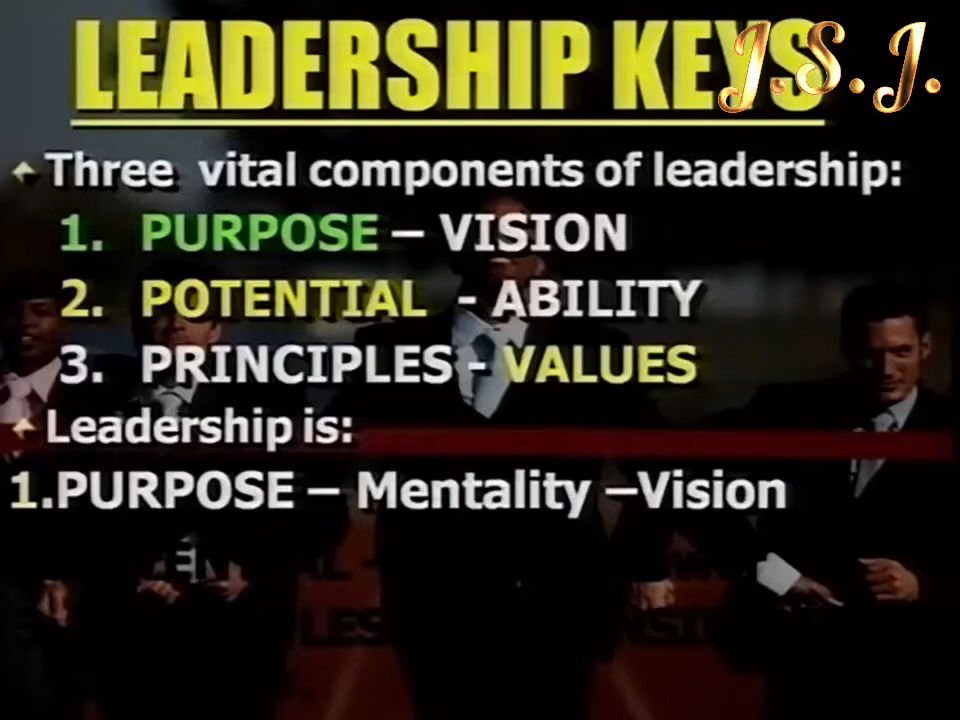 LEADERSHIP KEYS
J.S.J.
Three vital components of leadership:
1. PURPOSE – VISION
2. POTENTIAL - ABILITY
3. PRINCIPLES - VALUES
Leadership is:
1.PURPOSE – Mentality –Vision